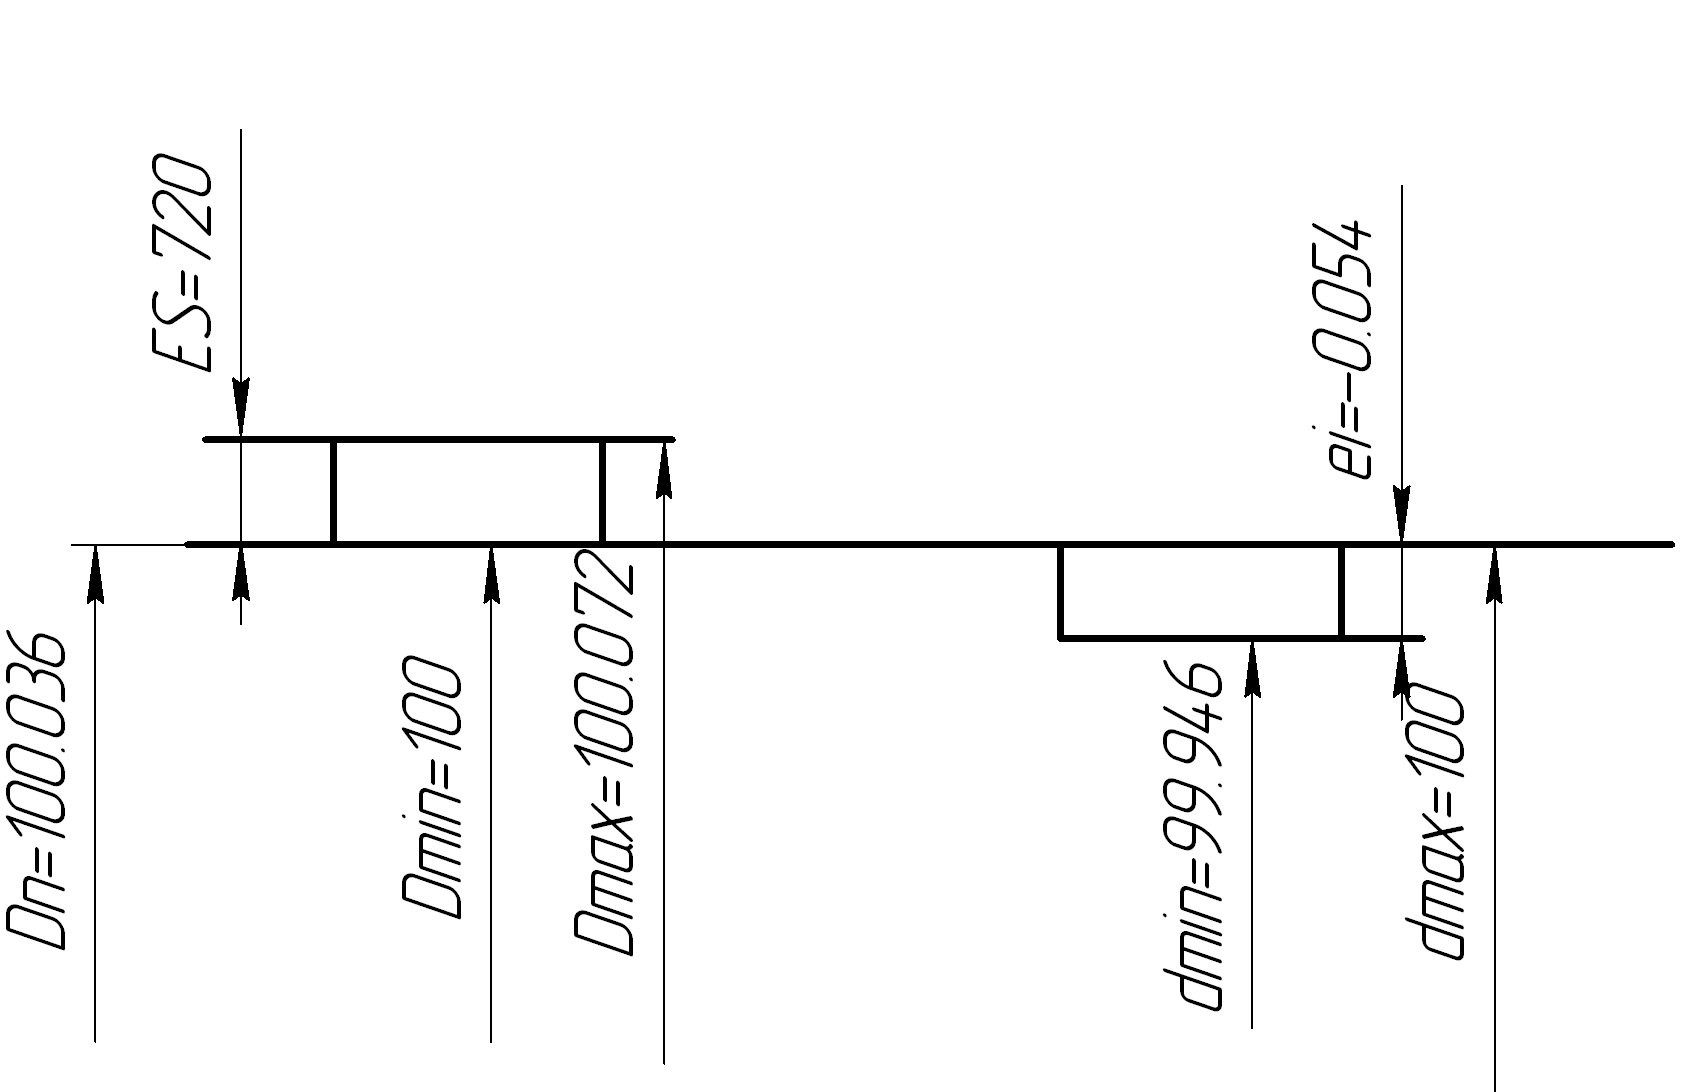 ES=720
ei=-0.054
Dn=100.036
Dmin=100
Dmax=100.072
dmin=99.946
dmax=100